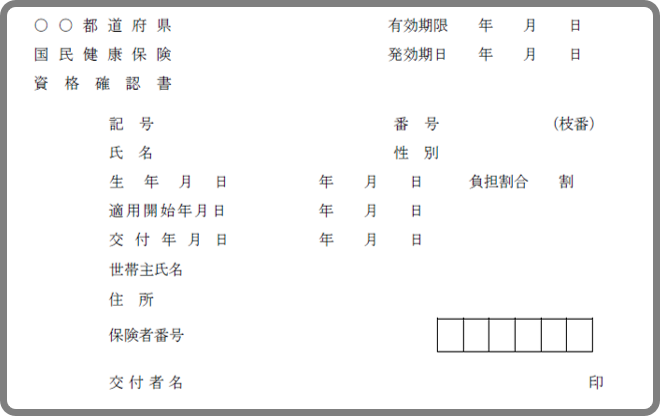 ○○都道府県 有効期限 年 月 日
国民健康保険 発効期日 年 月 日
資格確認書
記号 番号 (枝番)
氏名 性別
生年月日 年 月 日 負担割合 割
適用開始年月日 年 月 日
交付年月日 年 月 日
世帯主氏名
住所
保険者番号
交付者名 印